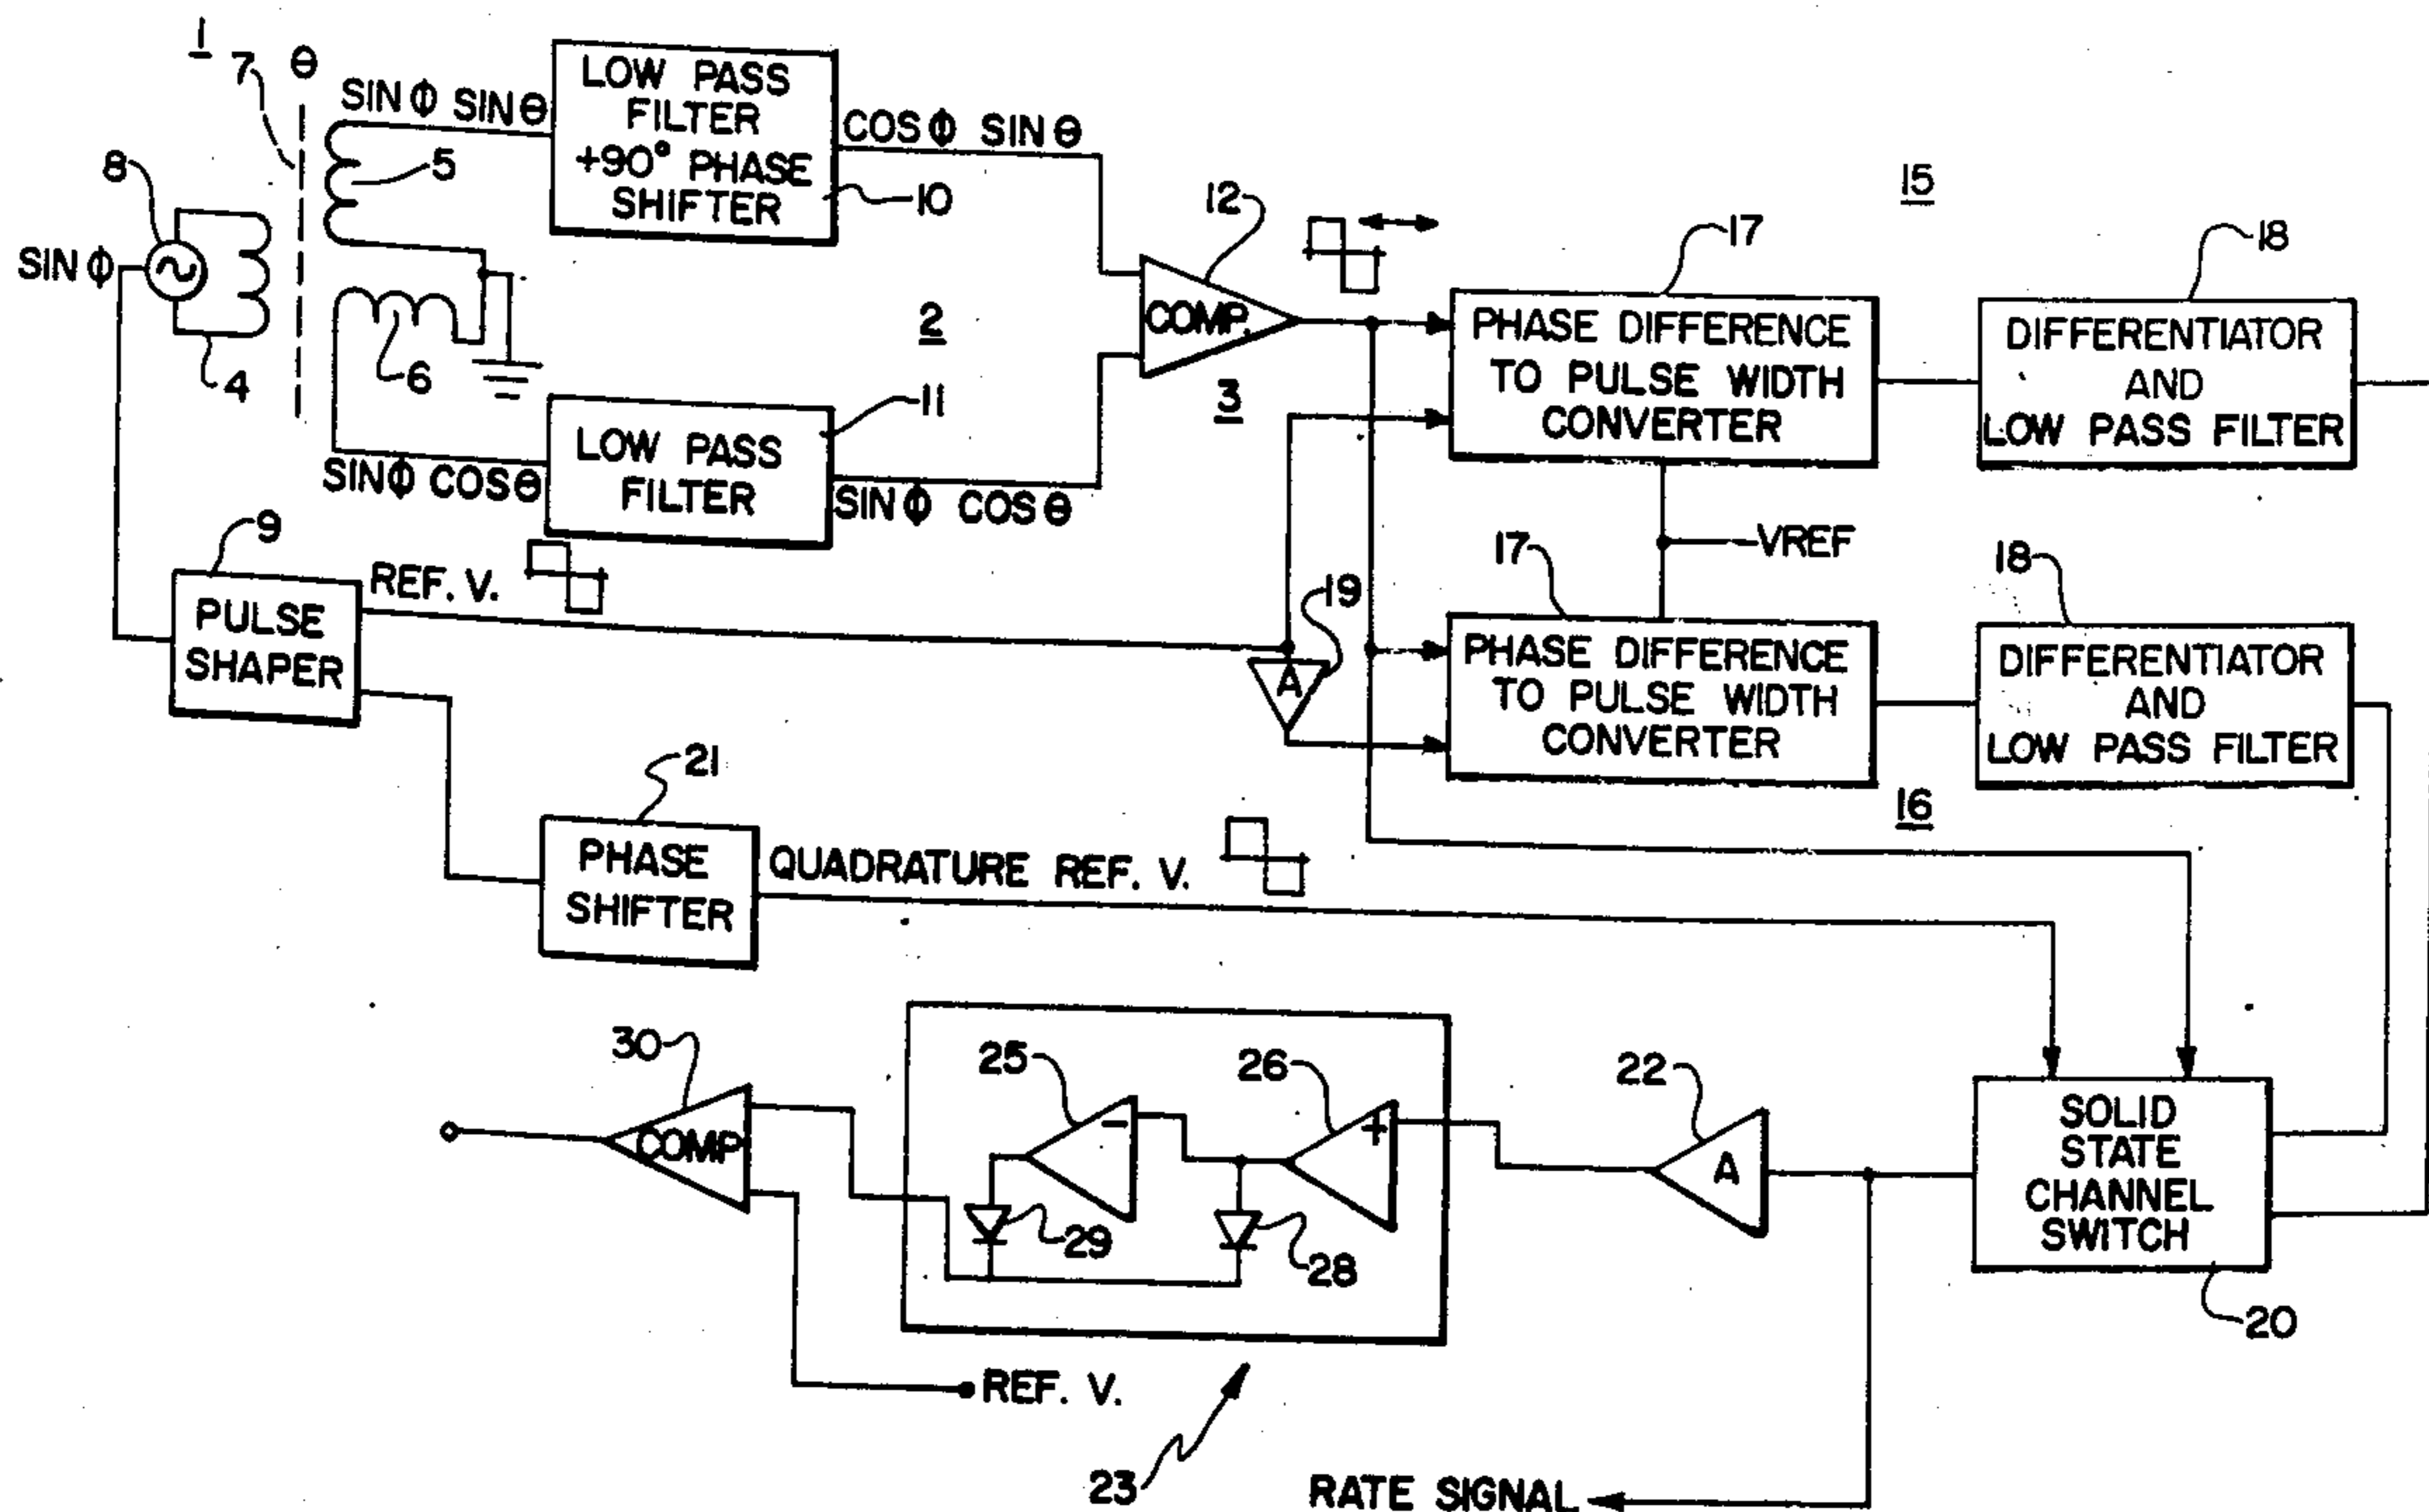 1
7
θ
SIN Φ SIN θ
8
5
SIN Φ
4
6
SINΦ COSθ
LOW PASS
FILTER
+90° PHASE
SHIFTER
10
COS Φ SIN θ
2
11
LOW PASS
FILTER
SIN Φ COS θ
12
COMP.
3
15
17
PHASE DIFFERENCE
TO PULSE WIDTH
CONVERTER
18
DIFFERENTIATOR
AND
LOW PASS FILTER
VREF
9
PULSE
SHAPER
REF. V.
19
A
17
PHASE DIFFERENCE
TO PULSE WIDTH
CONVERTER
18
DIFFERENTIATOR
AND
LOW PASS FILTER
16
21
PHASE
SHIFTER
QUADRATURE REF. V.
30
COMP
25
−
26
+
29
28
22
A
SOLID
STATE
CHANNEL
SWITCH
20
REF. V.
23
RATE SIGNAL